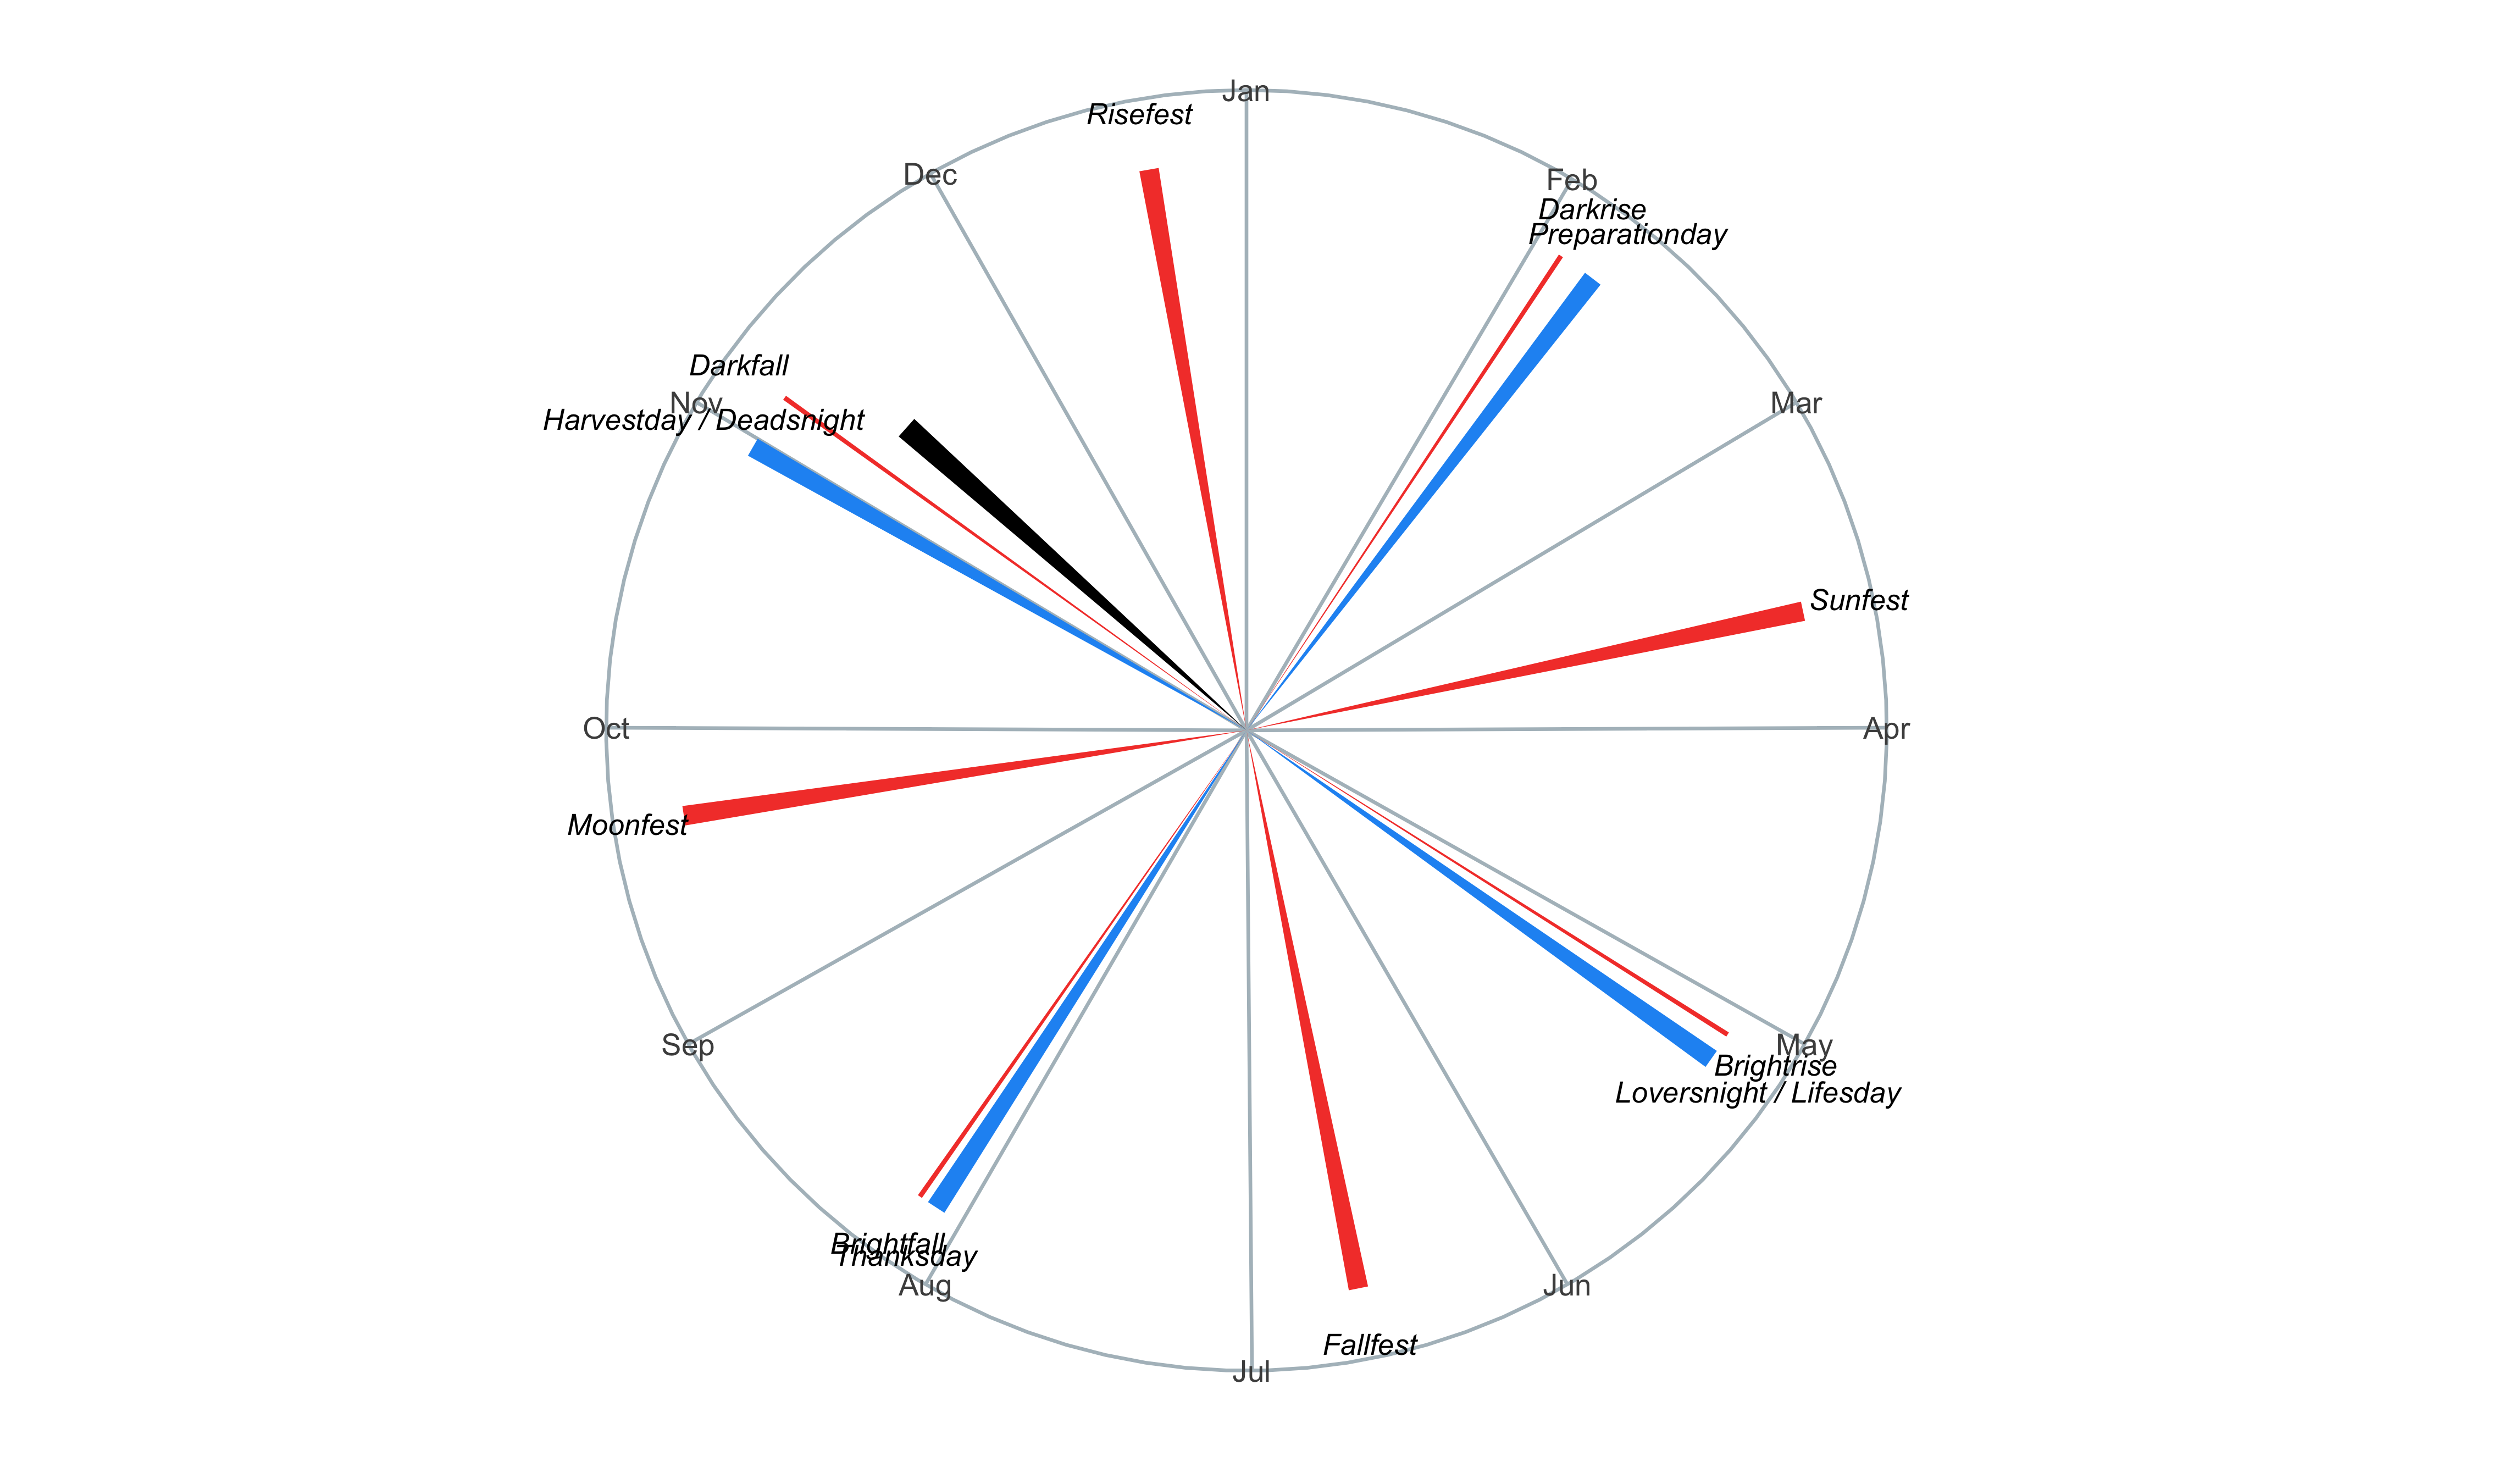 Jan
Risefest
Dec
Feb
Darkrise
Preparationday
Darkfall
Nov
Mar
Harvestday / Deadsnight
Sunfest
Oct
Apr
Moonfest
Sep
May
Brightrise
Loversnight / Lifesday
Brightfall
Thanksday
Aug
Jun
Fallfest
Jul